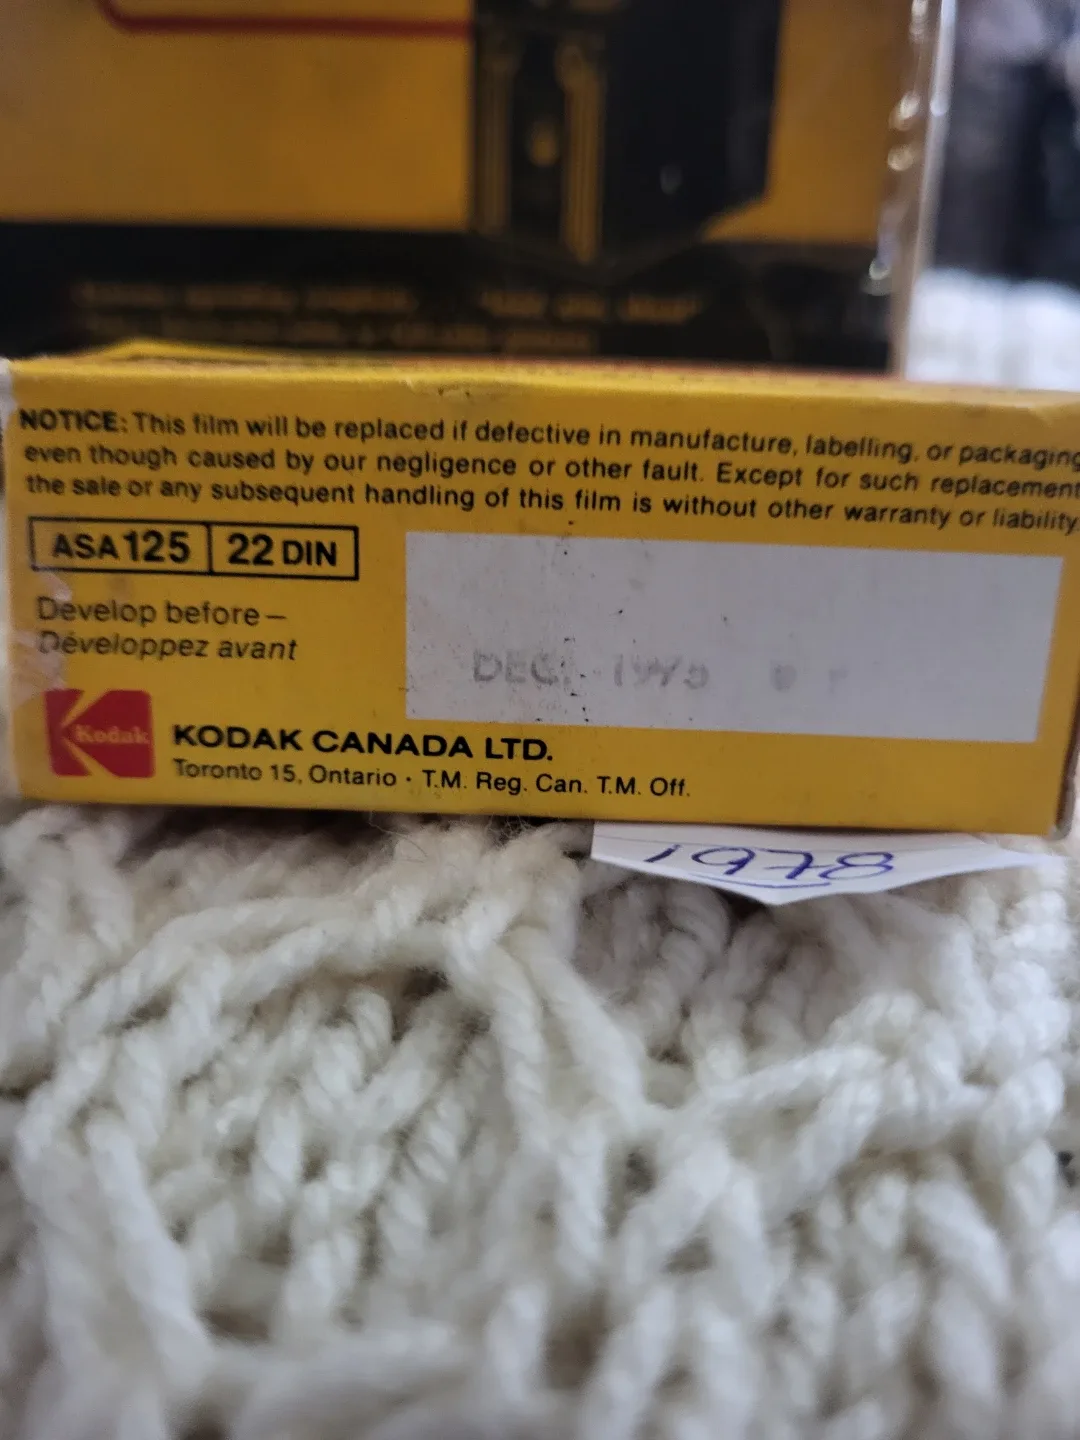 NOTICE: This film will be replaced if defective in manufacture, labelling, or packaging
even though caused by our negligence or other fault. Except for such replacement
the sale or any subsequent handling of this film is without other warranty or liability
ASA 125 22 DIN
Develop before –
Développez avant
DEC.
Kodak
KODAK CANADA LTD.
Toronto 15, Ontario · T.M. Reg. Can. T.M. Off.
1978